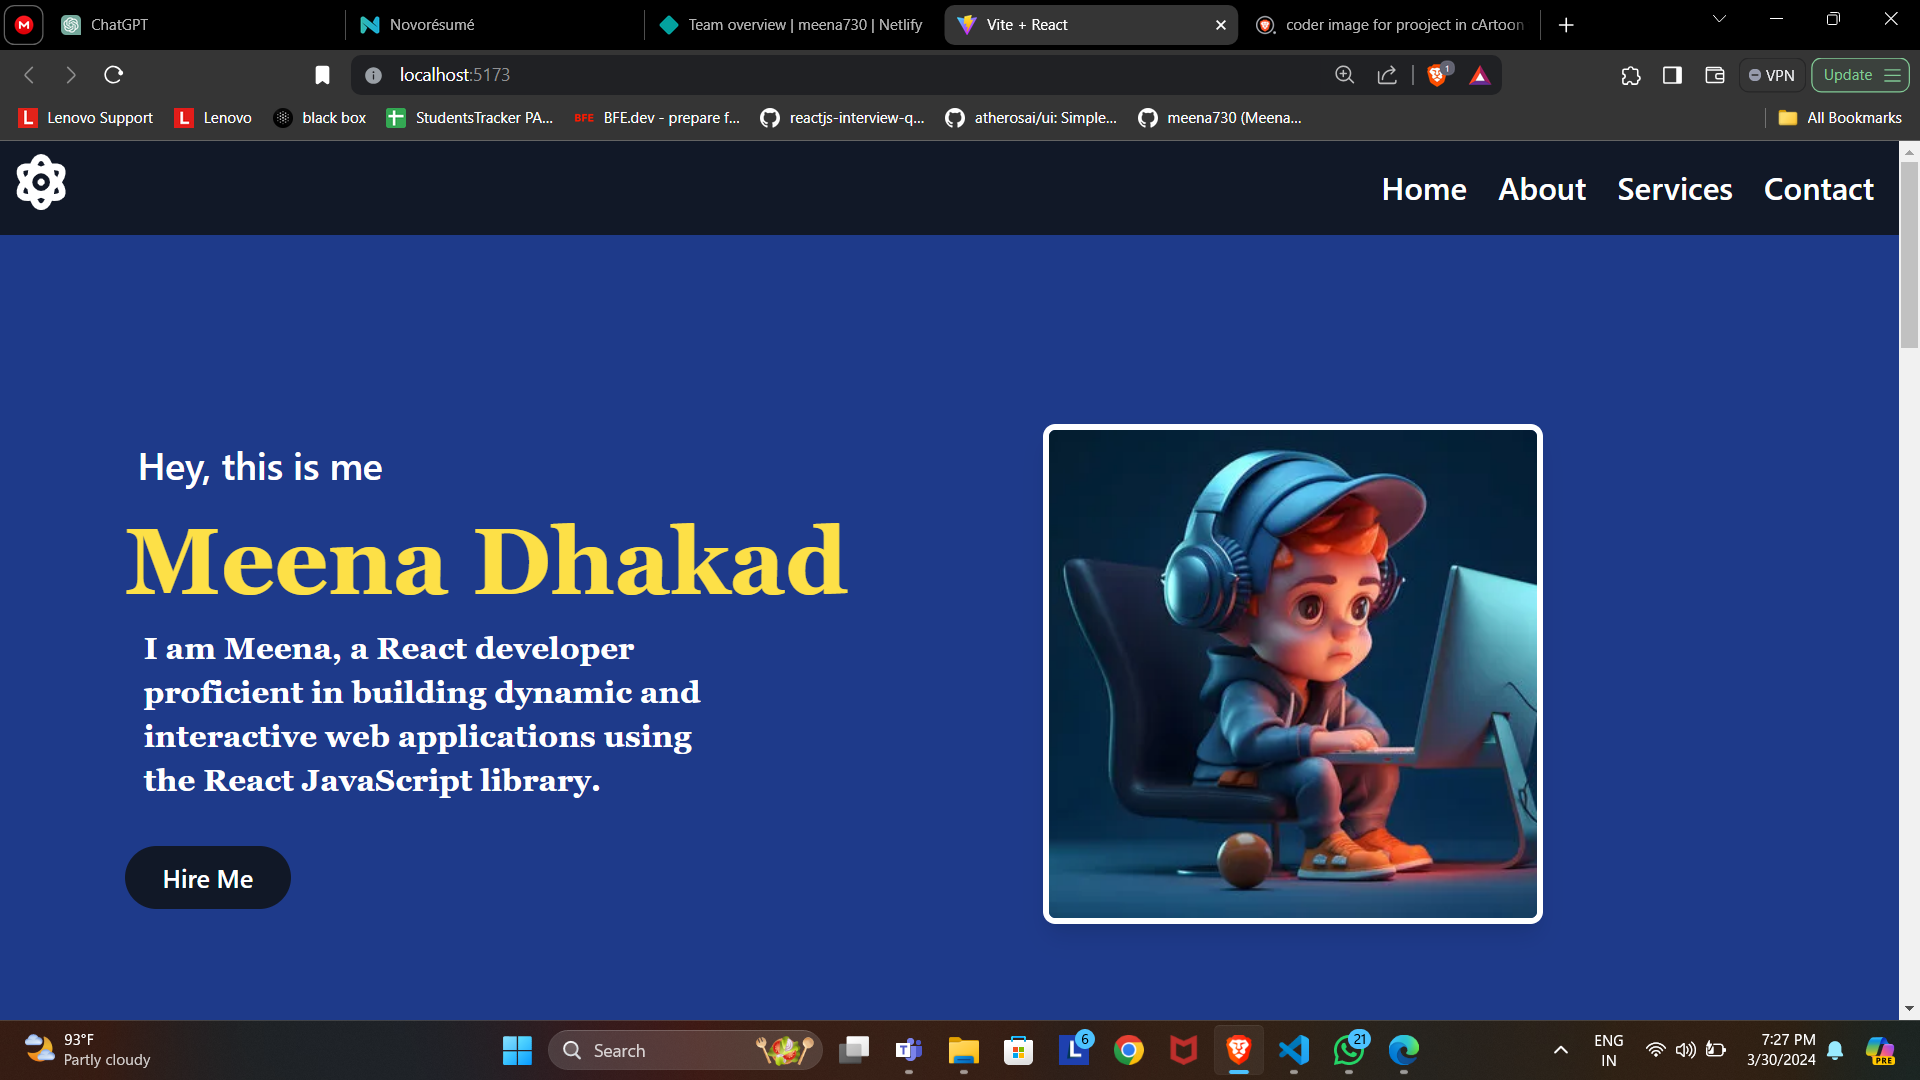 ChatGPT
Novorésumé
Team overview | meena730 | Netlify
Vite + React
coder image for prooject in cArtoon
localhost:5173
1
VPN
Update
L Lenovo Support
L Lenovo
black box
StudentsTracker PA...
BFE BFE.dev - prepare f...
reactjs-interview-q...
atherosai/ui: Simple...
meena730 (Meena...
All Bookmarks
Home About Services Contact
Hey, this is me
Meena Dhakad
I am Meena, a React developer
proficient in building dynamic and
interactive web applications using
the React JavaScript library.
Hire Me
93°F
Partly cloudy
Search
L 6
21
ENG
IN
7:27 PM
3/30/2024
PRE